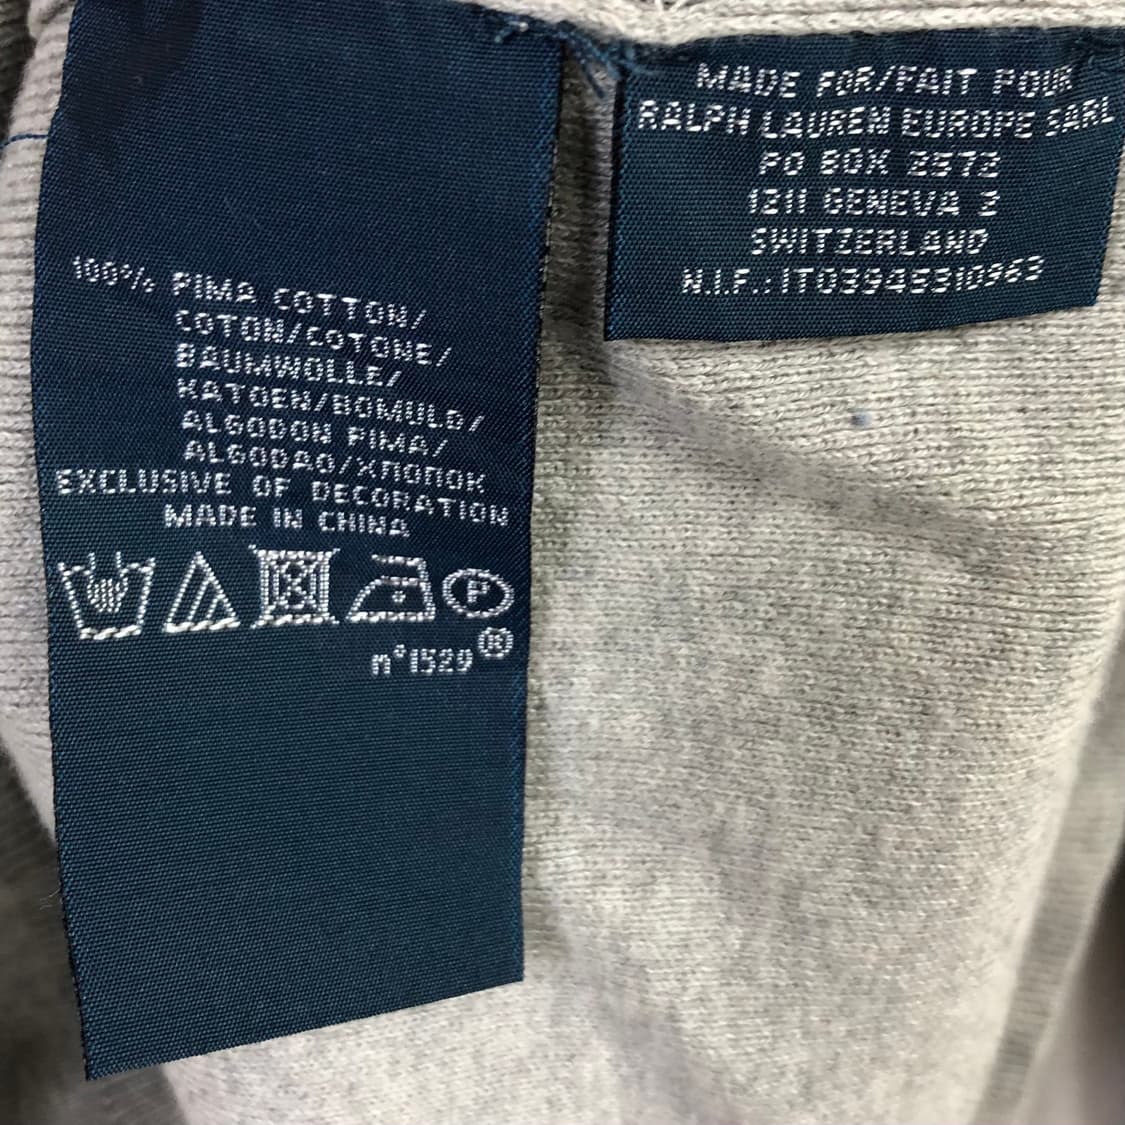 100% PIMA COTTON/
COTON/COTONE/
BAUMWOLLE/
KATOEN/BOMULD/
ALGODON PIMA/
ALGODAO/ХЛОПОК
EXCLUSIVE OF DECORATION
MADE IN CHINA
P
n°1529®
MADE FOR/FAIT POUR
RALPH LAUREN EUROPE SARL
PO BOX 2572
1211 GENEVA 2
SWITZERLAND
N.I.F.: IT03945310963